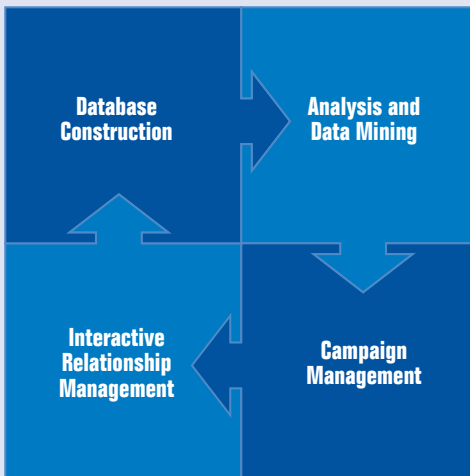 Database
Construction
Analysis and
Data Mining
Interactive
Relationship
Management
Campaign
Management